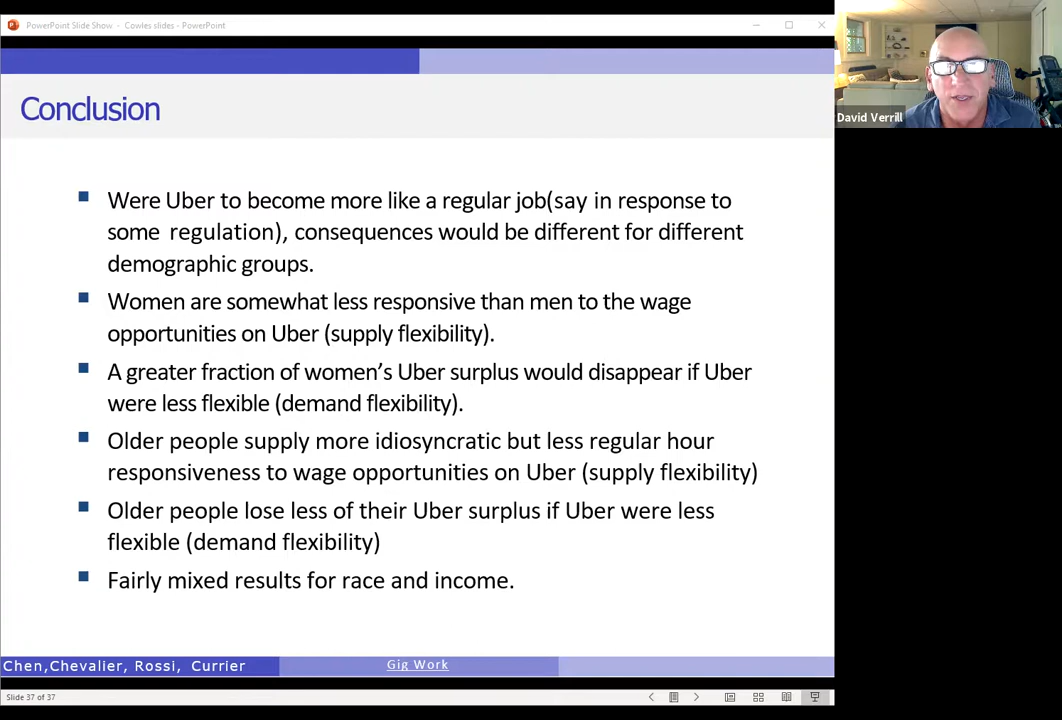 PowerPoint Slide Show - Cowles slides - PowerPoint
Conclusion
Were Uber to become more like a regular job(say in response to
some regulation), consequences would be different for different
demographic groups.
Women are somewhat less responsive than men to the wage
opportunities on Uber (supply flexibility).
A greater fraction of women’s Uber surplus would disappear if Uber
were less flexible (demand flexibility).
Older people supply more idiosyncratic but less regular hour
responsiveness to wage opportunities on Uber (supply flexibility)
Older people lose less of their Uber surplus if Uber were less
flexible (demand flexibility)
Fairly mixed results for race and income.
Chen,Chevalier, Rossi, Currier
Gig Work
Slide 37 of 37
David Verrill